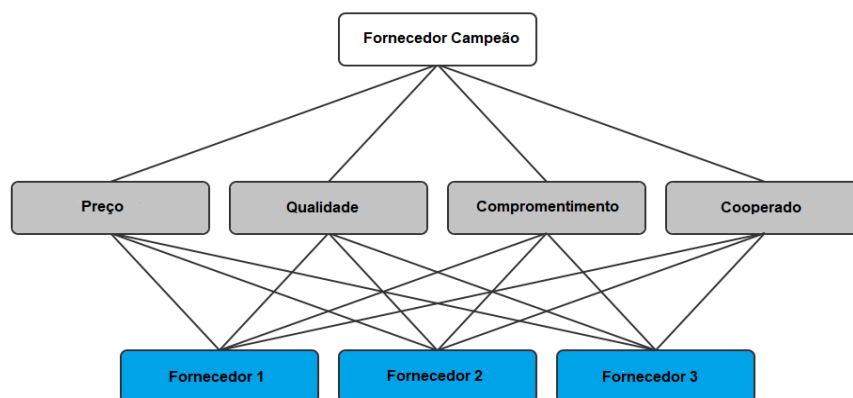 Fornecedor Campeão
Preço
Qualidade
Compromentimento
Cooperado
Fornecedor 1
Fornecedor 2
Fornecedor 3